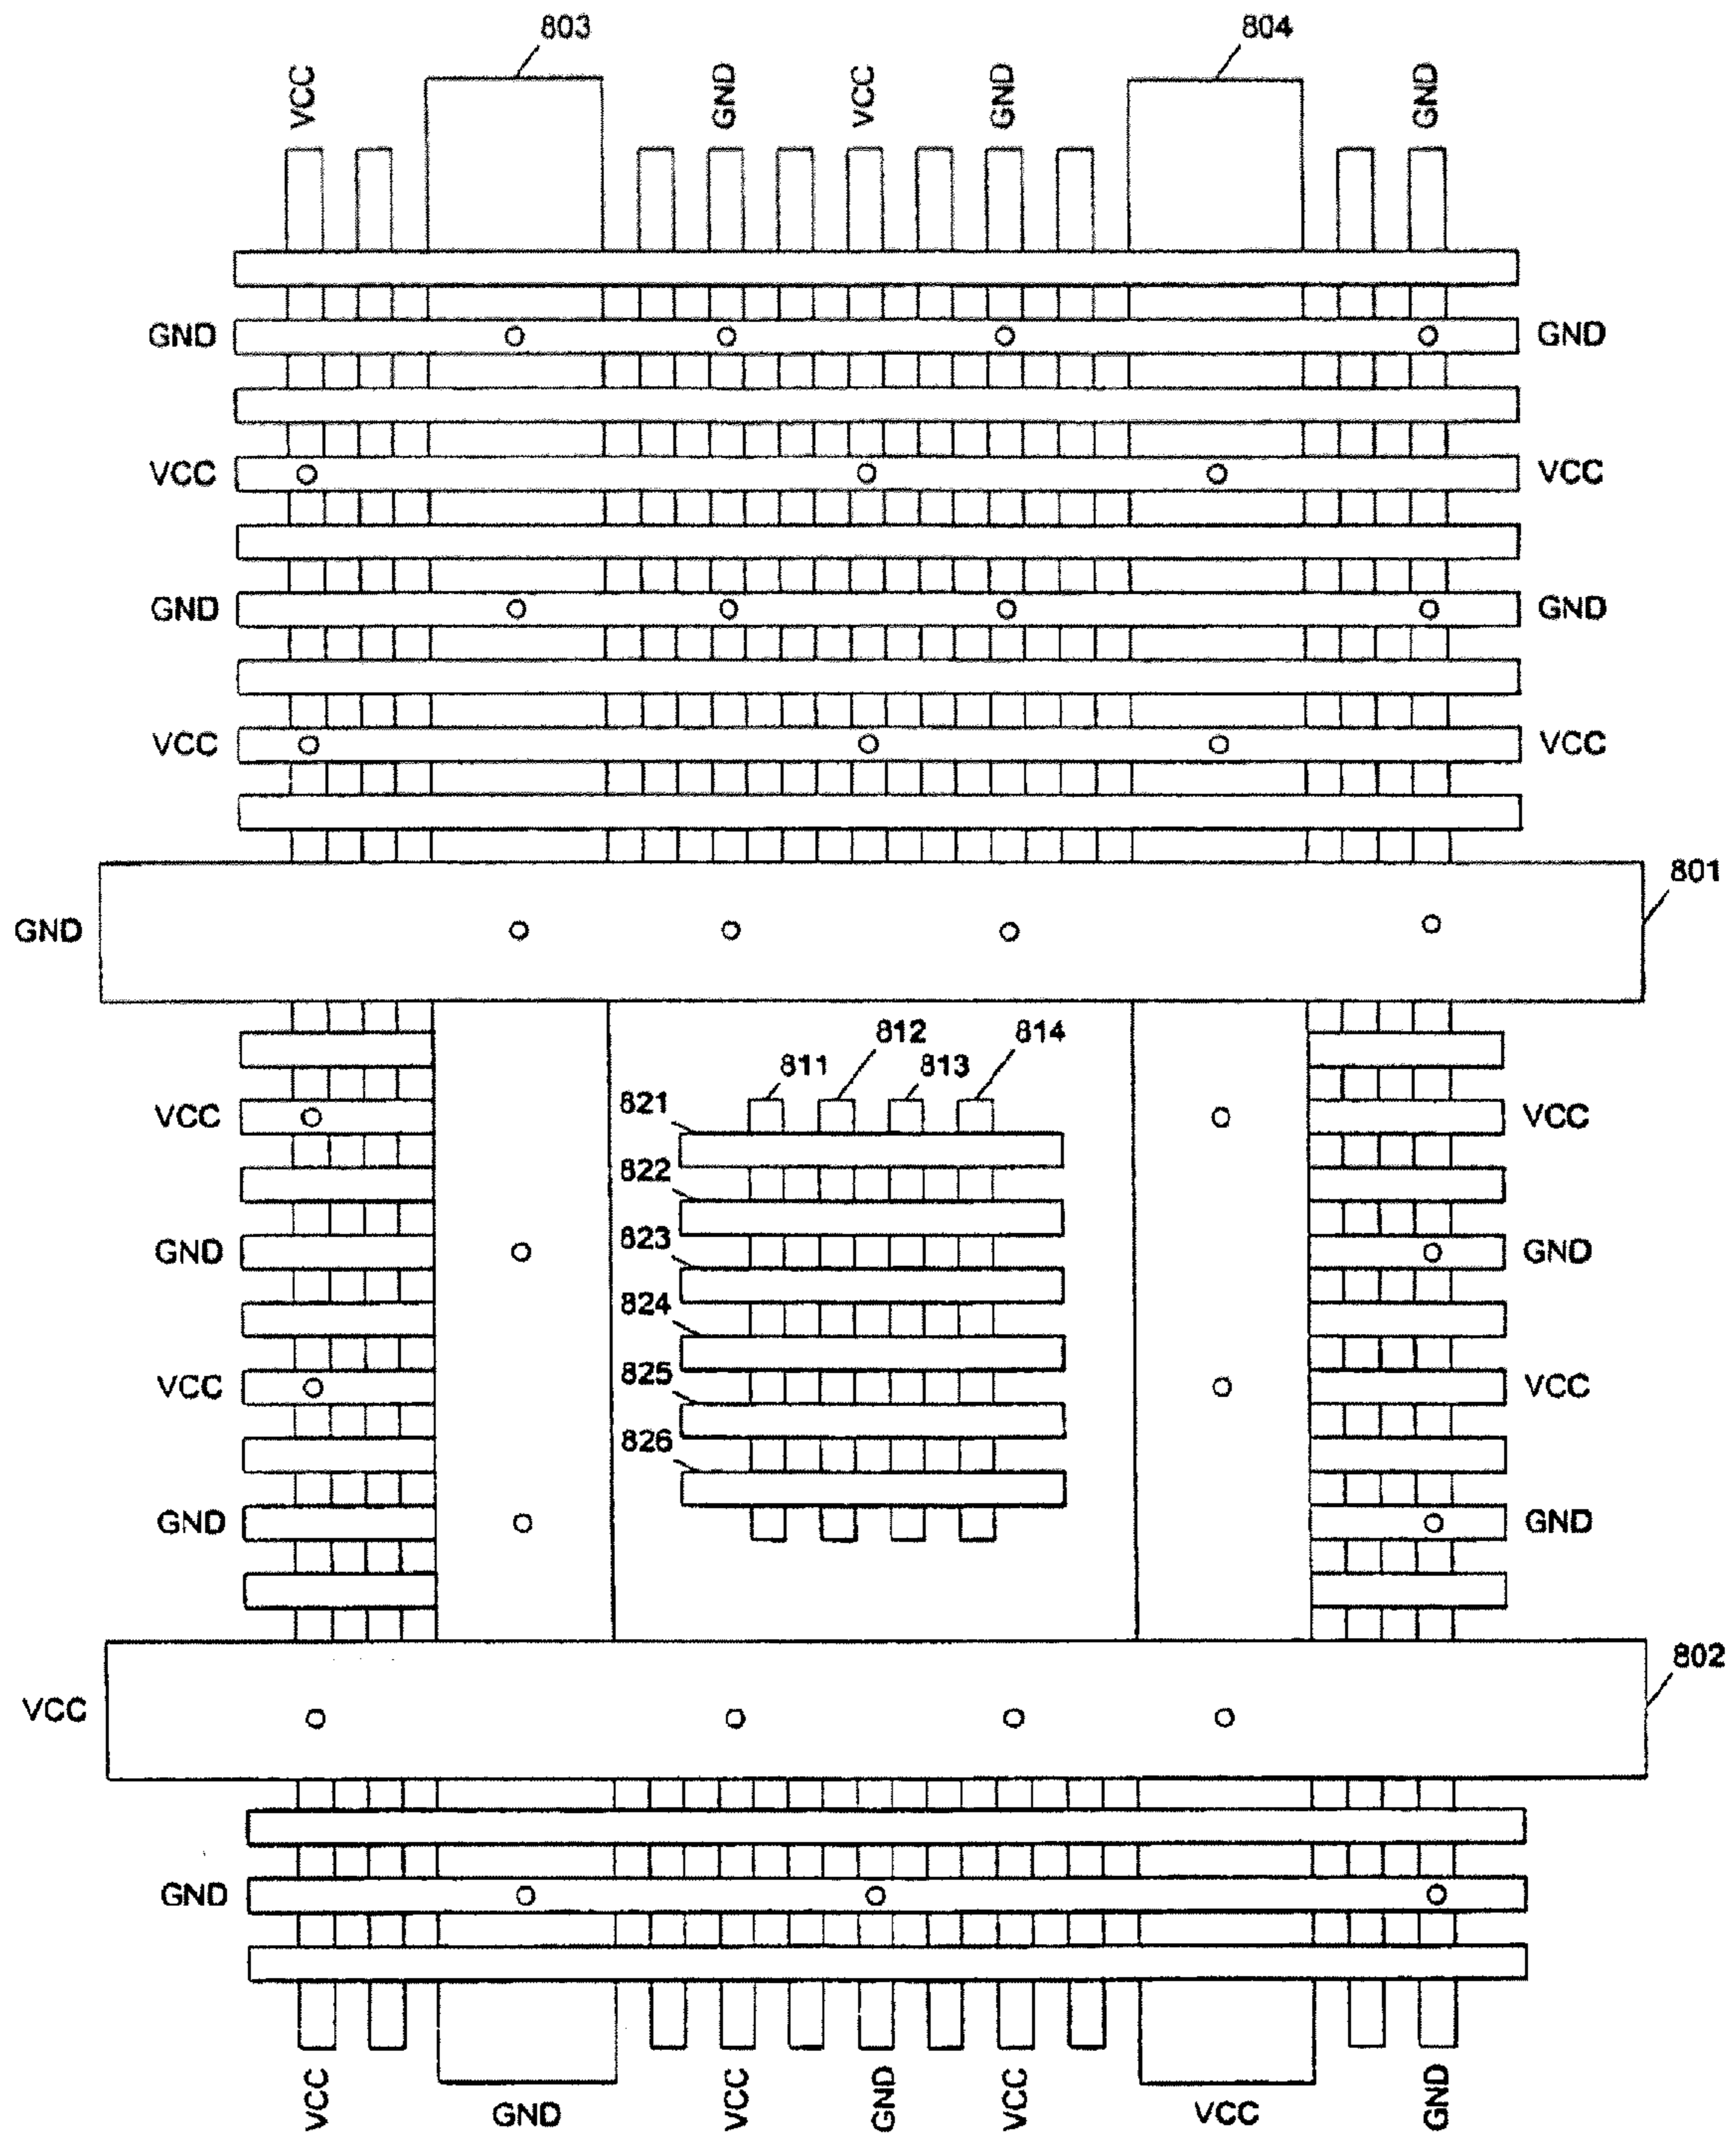 803
804
VCC
GND
VCC
GND
GND
GND
GND
VCC
VCC
GND
GND
VCC
VCC
801
GND
812
814
811
813
821
VCC
VCC
822
823
GND
GND
824
825
VCC
VCC
826
GND
GND
802
VCC
GND
VCC
GND
VCC
GND
VCC
VCC
GND